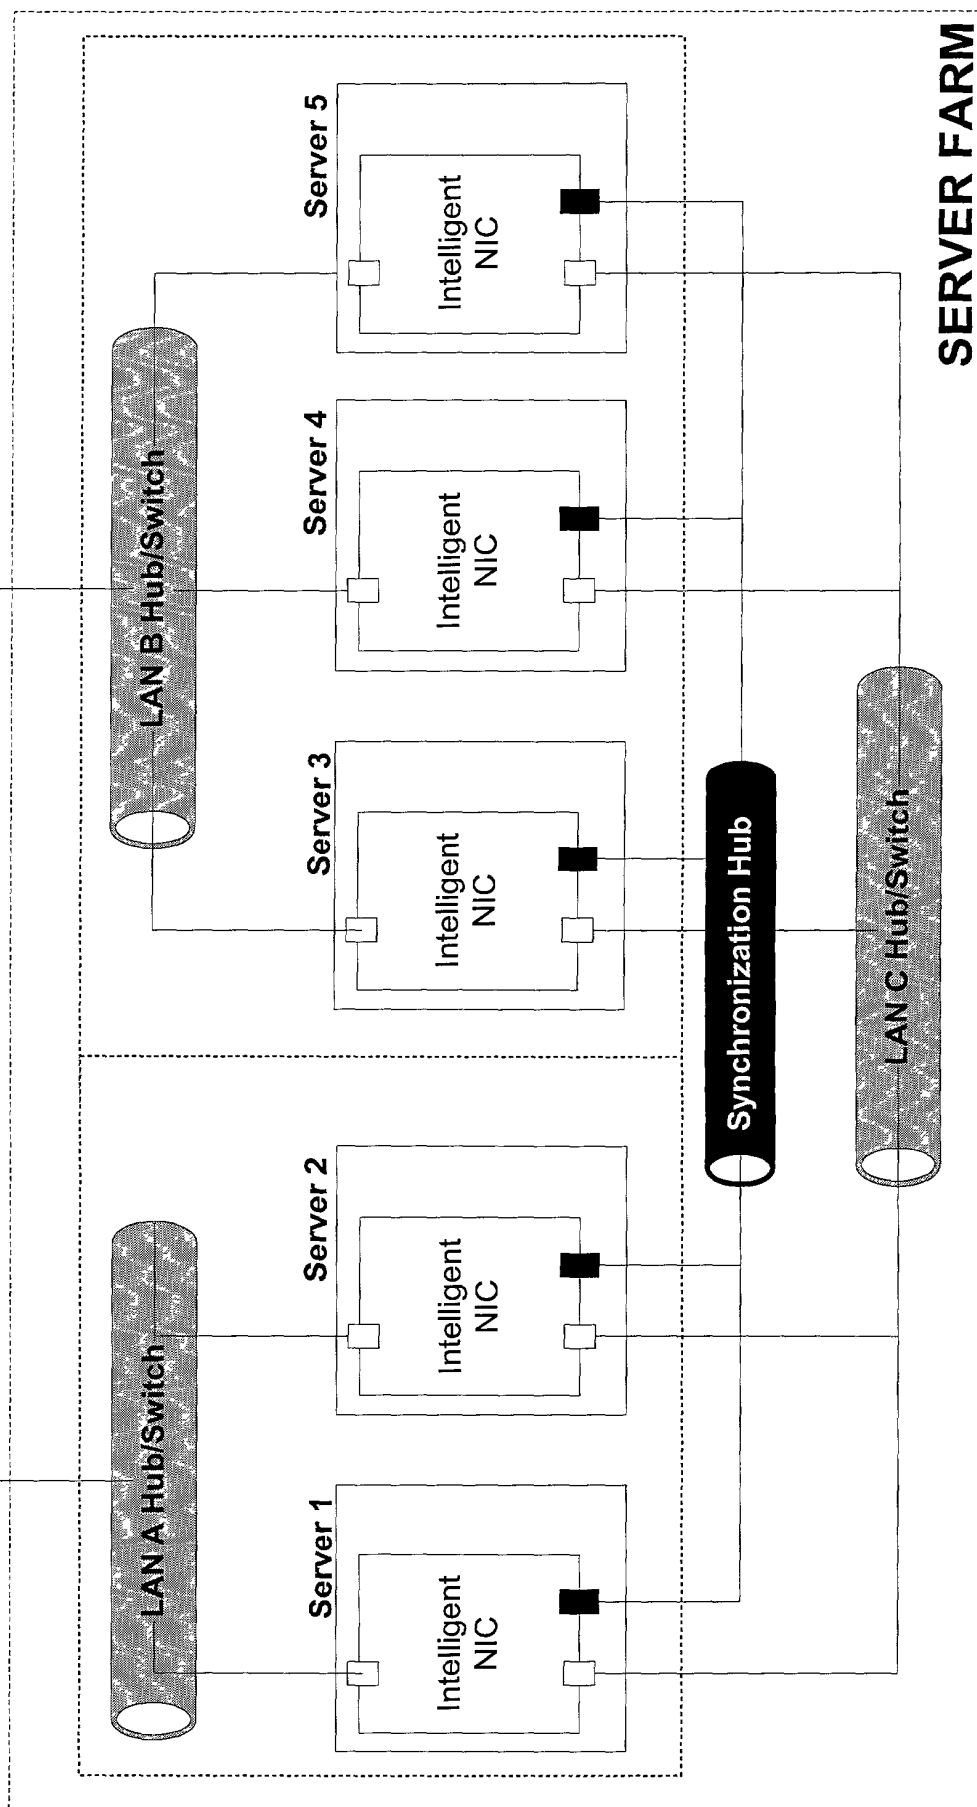 LAN A Hub/Switch
LAN B Hub/Switch
Server 1
Server 2
Server 3
Server 4
Server 5
Intelligent
NIC
Intelligent
NIC
Intelligent
NIC
Intelligent
NIC
Intelligent
NIC
Synchronization Hub
LAN C Hub/Switch
SERVER FARM